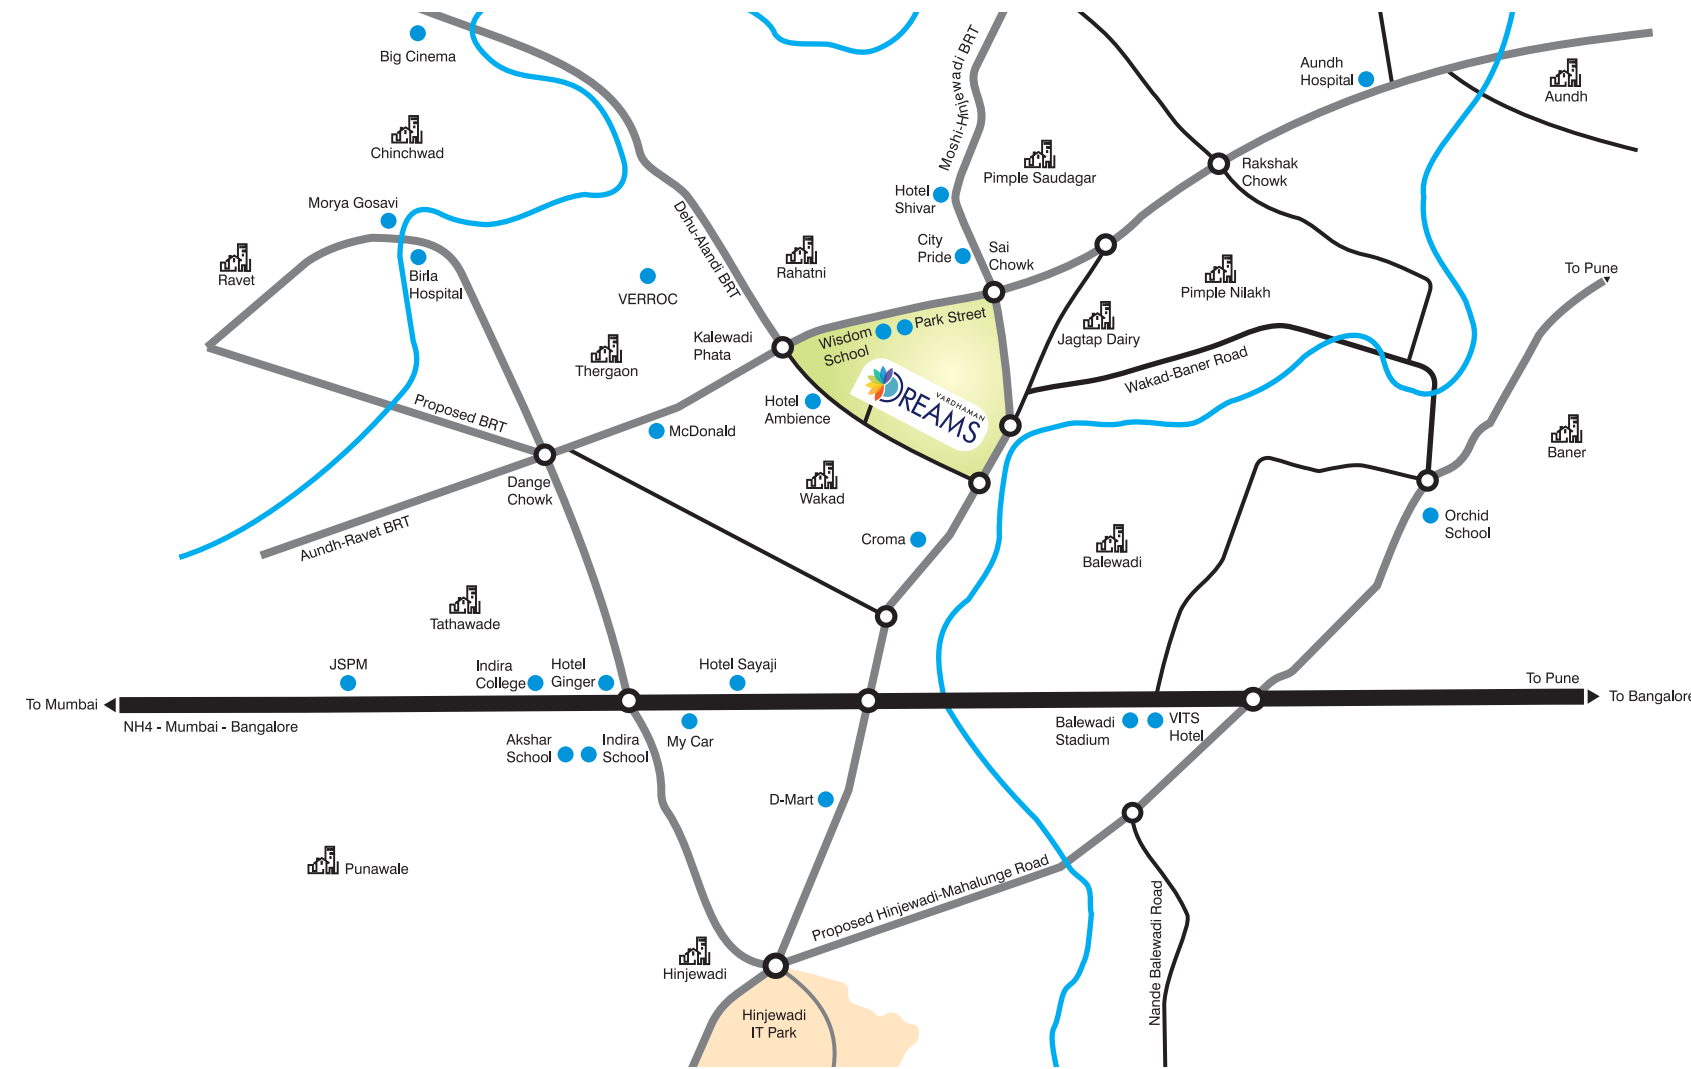 Big Cinema
Moshi-Hinjewadi BRT
Aundh
Hospital
Aundh
Chinchwad
Pimple Saudagar
Rakshak
Chowk
Morya Gosavi
Hotel
Shivar
Dehu-Alandi BRT
City
Pride
Sai
Chowk
Ravet
Birla
Hospital
Rahatni
VERROC
Pimple Nilakh
To Pune
Kalewadi
Phata
Wisdom
School
Park Street
Jagtap Dairy
Thergaon
Wakad-Baner Road
VARDHAMAN
DREAMS
Proposed BRT
Hotel
Ambience
McDonald
Baner
Dange
Chowk
Wakad
Aundh-Ravet BRT
Croma
Orchid
School
Balewadi
Tathawade
JSPM
Indira
College
Hotel
Ginger
Hotel Sayaji
To Pune
To Mumbai
To Bangalore
NH4 - Mumbai - Bangalore
Akshar
School
Indira
School
My Car
Balewadi
Stadium
VITS
Hotel
D-Mart
Punawale
Proposed Hinjewadi-Mahalunge Road
Nande Balewadi Road
Hinjewadi
Hinjewadi
IT Park